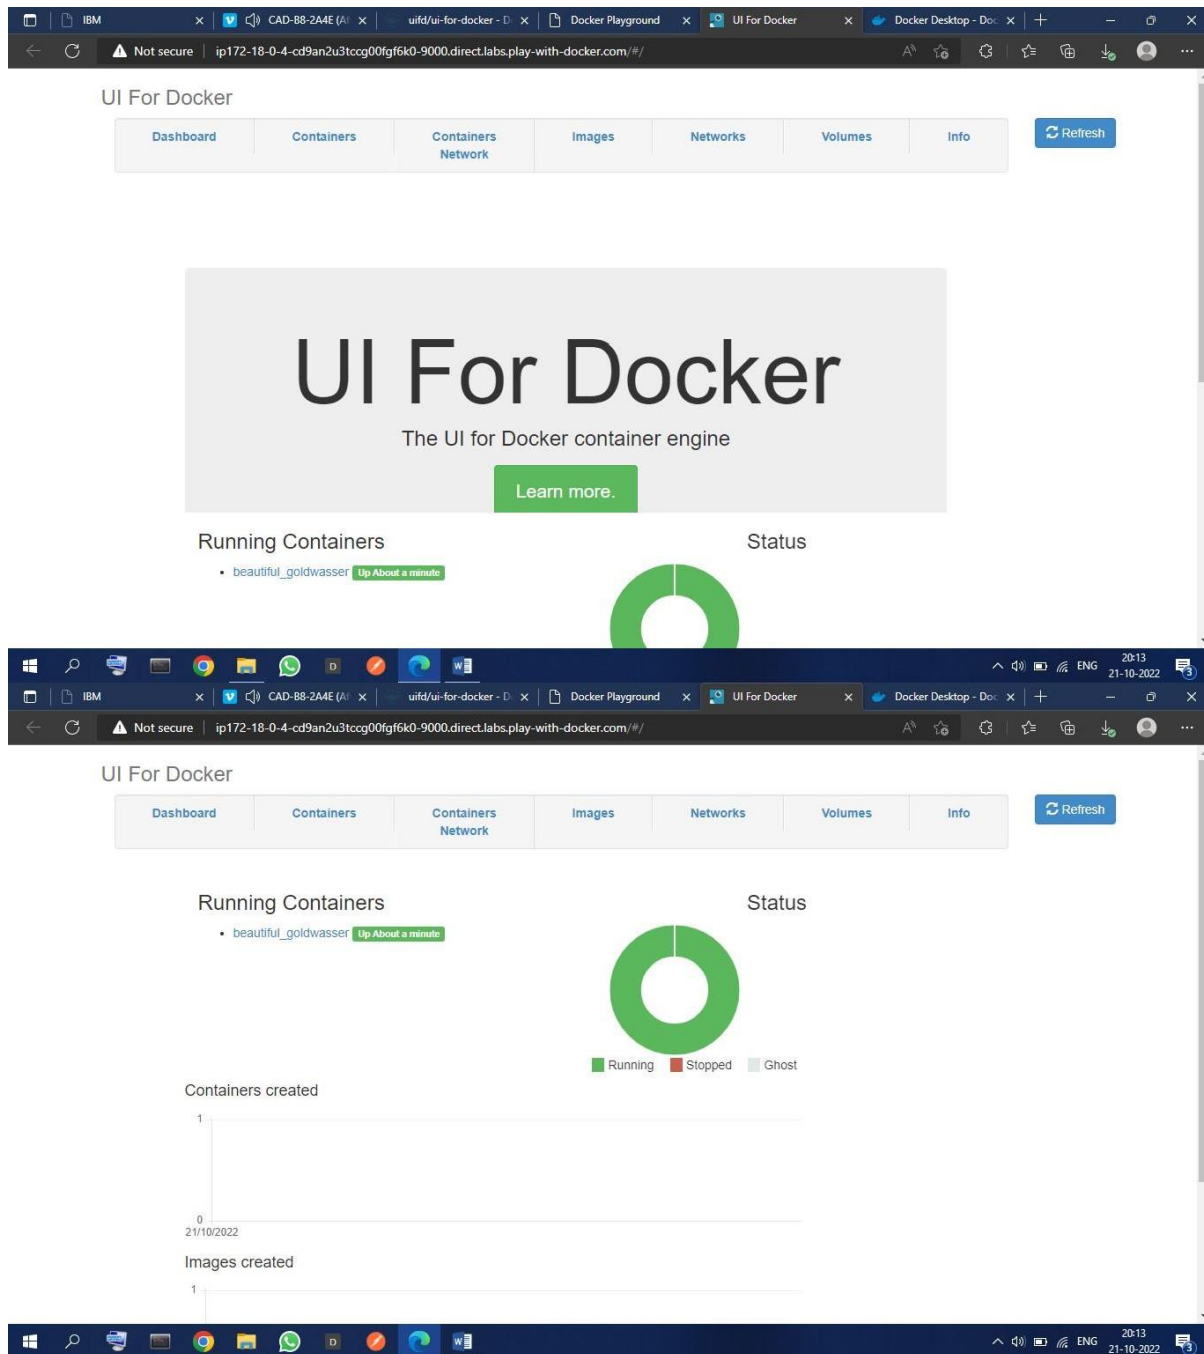 IBM
CAD-B8-2A4E (Af
uifd/ui-for-docker - D
Docker Playground
UI For Docker
Docker Desktop - Doc
Not secure
ip172-18-0-4-cd9an2u3tccg00fgf6k0-9000.direct.labs.play-with-docker.com/#/
UI For Docker
Dashboard
Containers
Containers
Network
Images
Networks
Volumes
Info
Refresh
UI For Docker
The UI for Docker container engine
Learn more.
Running Containers
Status
beautiful_goldwasser Up About a minute
ENG
20:13
21-10-2022
3
IBM
CAD-B8-2A4E (Af
uifd/ui-for-docker - D
Docker Playground
UI For Docker
Docker Desktop - Doc
Not secure
ip172-18-0-4-cd9an2u3tccg00fgf6k0-9000.direct.labs.play-with-docker.com/#/
UI For Docker
Dashboard
Containers
Containers
Network
Images
Networks
Volumes
Info
Refresh
Running Containers
Status
beautiful_goldwasser Up About a minute
Running
Stopped
Ghost
Containers created
1
0
21/10/2022
Images created
1
ENG
20:13
21-10-2022
3